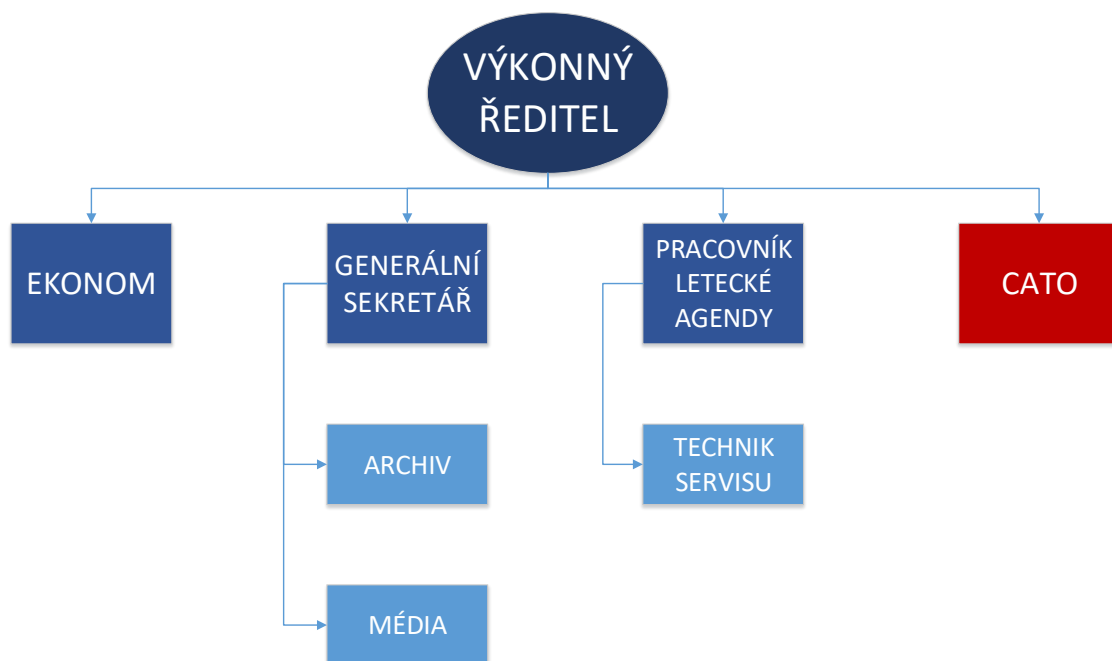 VÝKONNÝ
ŘEDITEL
EKONOM
GENERÁLNÍ
SEKRETÁŘ
PRACOVNÍK
LETECKÉ
AGENDY
CATO
ARCHIV
TECHNIK
SERVISU
MÉDIA